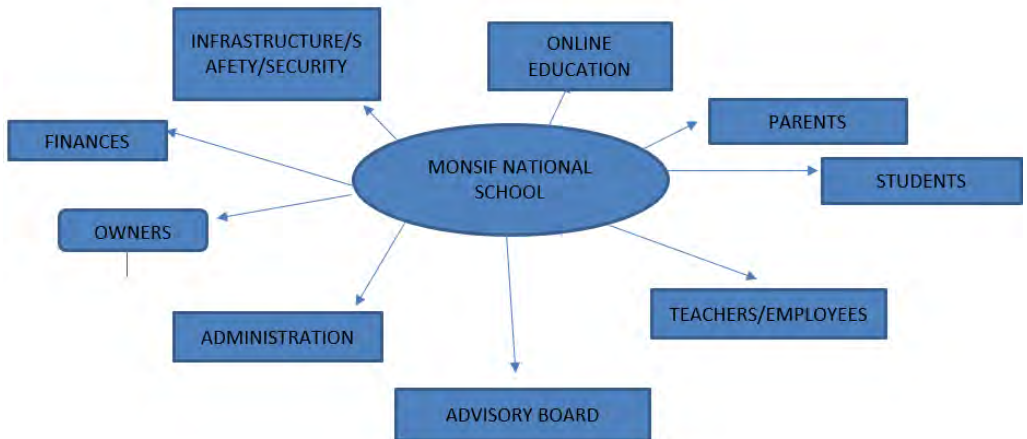 INFRASTRUCTURE/S
AFETY/SECURITY
ONLINE
EDUCATION
PARENTS
FINANCES
MONSIF NATIONAL
SCHOOL
STUDENTS
OWNERS
TEACHERS/EMPLOYEES
ADMINISTRATION
ADVISORY BOARD